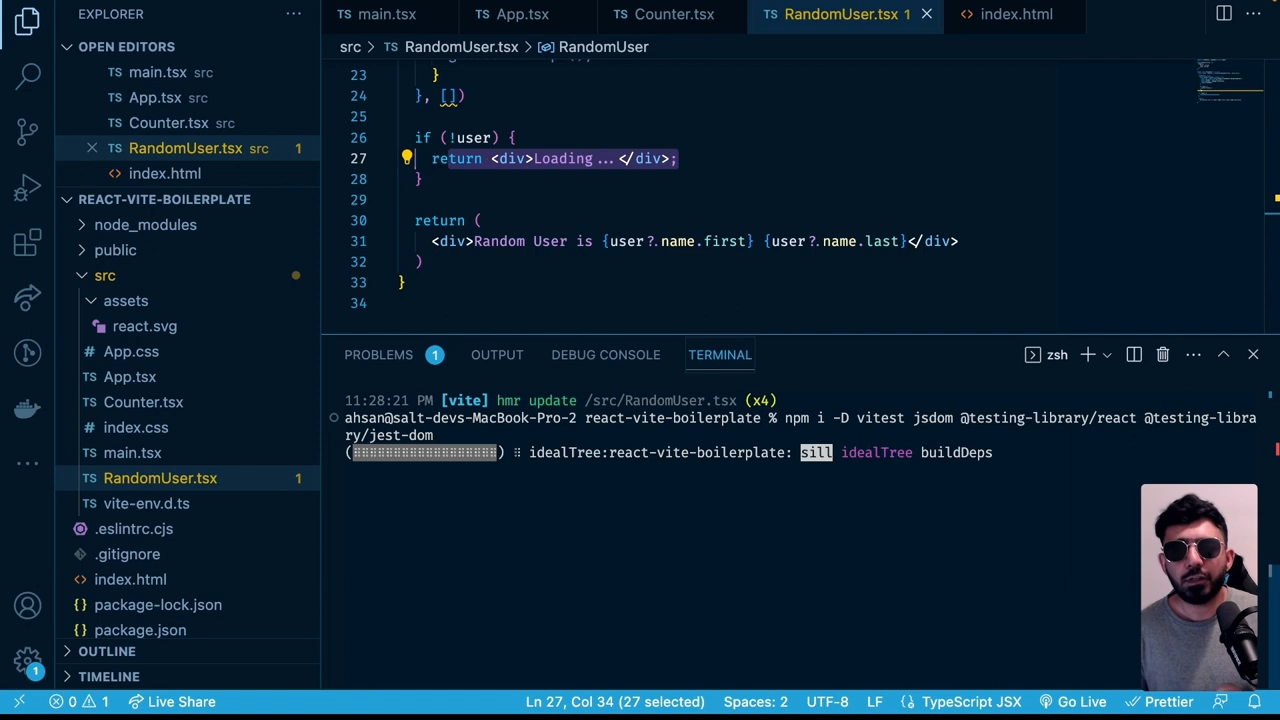 EXPLORER
main.tsx
App.tsx
Counter.tsx
RandomUser.tsx 1
index.html
OPEN EDITORS
main.tsx src
App.tsx src
Counter.tsx src
RandomUser.tsx src 1
index.html
REACT-VITE-BOILERPLATE
node_modules
public
src
assets
react.svg
App.css
App.tsx
Counter.tsx
index.css
main.tsx
RandomUser.tsx 1
vite-env.d.ts
.eslintrc.cjs
.gitignore
index.html
package-lock.json
package.json
OUTLINE
TIMELINE
src > RandomUser.tsx > RandomUser
23 }
24 }, [])
25
26 if (!user) {
27 return <div>Loading...</div>;
28 }
29
30 return (
31 <div>Random User is {user?.name.first} {user?.name.last}</div>
32 )
33 }
34
PROBLEMS 1 OUTPUT DEBUG CONSOLE TERMINAL zsh
11:28:21 PM [vite] hmr update /src/RandomUser.tsx (x4)
ahsan@salt-devs-MacBook-Pro-2 react-vite-boilerplate % npm i -D vitest jsdom @testing-library/react @testing-libra
ry/jest-dom
idealTree:react-vite-boilerplate: sill idealTree buildDeps
1
0 1 Live Share Ln 27, Col 34 (27 selected) Spaces: 2 UTF-8 LF {} TypeScript JSX Go Live Prettier